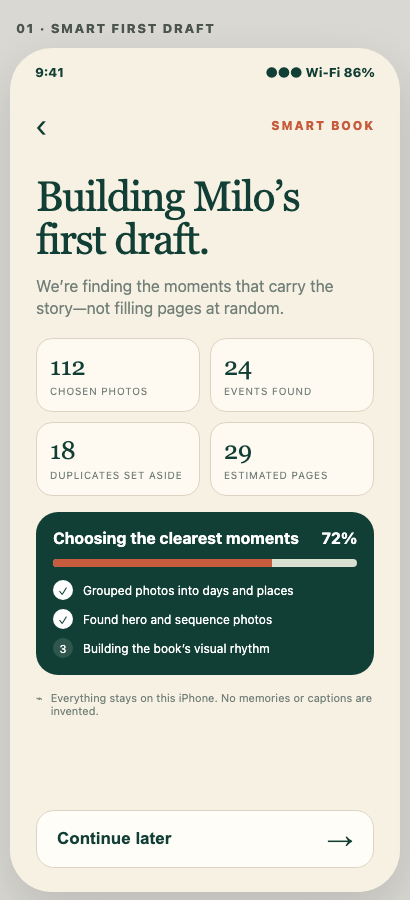 01 · SMART FIRST DRAFT
9:41 ●●● Wi-Fi 86%
‹ SMART BOOK
Building Milo’s
first draft.
We’re finding the moments that carry the
story—not filling pages at random.
112 24
CHOSEN PHOTOS EVENTS FOUND
18 29
DUPLICATES SET ASIDE ESTIMATED PAGES
Choosing the clearest moments 72%
✓ Grouped photos into days and places
✓ Found hero and sequence photos
3 Building the book’s visual rhythm
⌁ Everything stays on this iPhone. No memories or captions are
invented.
Continue later →